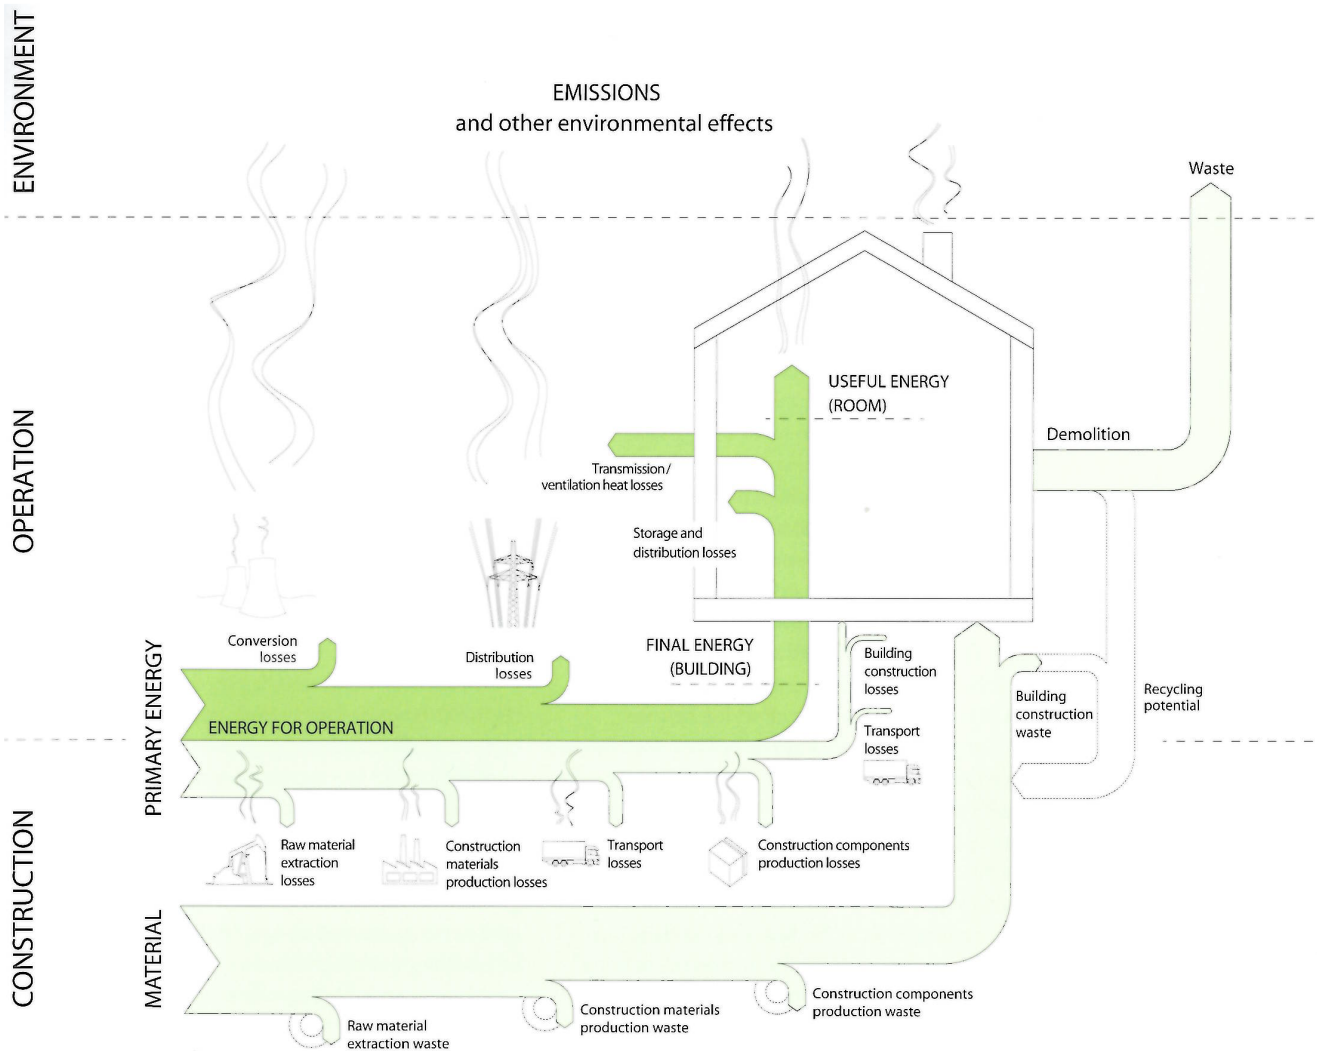 ENVIRONMENT
EMISSIONS
and other environmental effects
Waste
OPERATION
USEFUL ENERGY
(ROOM)
Demolition
Transmission/
ventilation heat losses
Storage and
distribution losses
Conversion
losses
Distribution
losses
FINAL ENERGY
(BUILDING)
Building
construction
losses
Building
construction
waste
Recycling
potential
PRIMARY ENERGY
ENERGY FOR OPERATION
Transport
losses
CONSTRUCTION
Raw material
extraction
losses
Construction
materials
production losses
Transport
losses
Construction components
production losses
MATERIAL
Raw material
extraction waste
Construction materials
production waste
Construction components
production waste